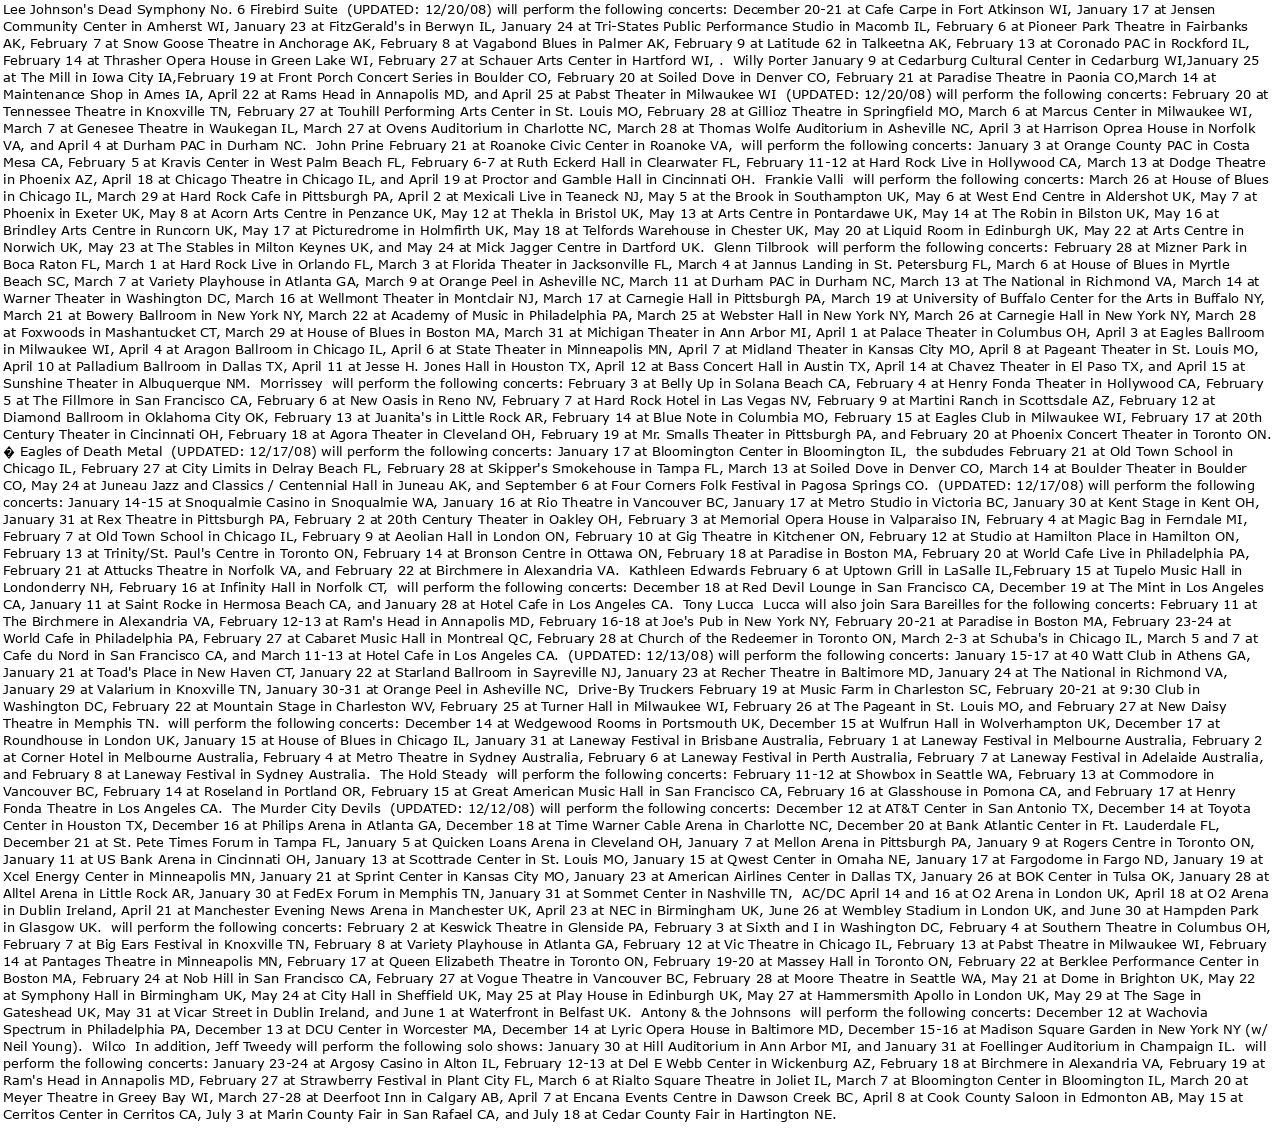 Lee Johnson's Dead Symphony No. 6 Firebird Suite  (UPDATED: 12/20/08) will perform the following concerts: December 20-21 at Cafe Carpe in Fort Atkinson WI, January 17 at Jensen
Community Center in Amherst WI, January 23 at FitzGerald's in Berwyn IL, January 24 at Tri-States Public Performance Studio in Macomb IL, February 6 at Pioneer Park Theatre in Fairbanks
AK, February 7 at Snow Goose Theatre in Anchorage AK, February 8 at Vagabond Blues in Palmer AK, February 9 at Latitude 62 in Talkeetna AK, February 13 at Coronado PAC in Rockford IL,
February 14 at Thrasher Opera House in Green Lake WI, February 27 at Schauer Arts Center in Hartford WI, .  Willy Porter January 9 at Cedarburg Cultural Center in Cedarburg WI,January 25
at The Mill in Iowa City IA,February 19 at Front Porch Concert Series in Boulder CO, February 20 at Soiled Dove in Denver CO, February 21 at Paradise Theatre in Paonia CO,March 14 at
Maintenance Shop in Ames IA, April 22 at Rams Head in Annapolis MD, and April 25 at Pabst Theater in Milwaukee WI  (UPDATED: 12/20/08) will perform the following concerts: February 20 at
Tennessee Theatre in Knoxville TN, February 27 at Touhill Performing Arts Center in St. Louis MO, February 28 at Gillioz Theatre in Springfield MO, March 6 at Marcus Center in Milwaukee WI,
March 7 at Genesee Theatre in Waukegan IL, March 27 at Ovens Auditorium in Charlotte NC, March 28 at Thomas Wolfe Auditorium in Asheville NC, April 3 at Harrison Oprea House in Norfolk
VA, and April 4 at Durham PAC in Durham NC.  John Prine February 21 at Roanoke Civic Center in Roanoke VA,  will perform the following concerts: January 3 at Orange County PAC in Costa
Mesa CA, February 5 at Kravis Center in West Palm Beach FL, February 6-7 at Ruth Eckerd Hall in Clearwater FL, February 11-12 at Hard Rock Live in Hollywood CA, March 13 at Dodge Theatre
in Phoenix AZ, April 18 at Chicago Theatre in Chicago IL, and April 19 at Proctor and Gamble Hall in Cincinnati OH.  Frankie Valli  will perform the following concerts: March 26 at House of Blues
in Chicago IL, March 29 at Hard Rock Cafe in Pittsburgh PA, April 2 at Mexicali Live in Teaneck NJ, May 5 at the Brook in Southampton UK, May 6 at West End Centre in Aldershot UK, May 7 at
Phoenix in Exeter UK, May 8 at Acorn Arts Centre in Penzance UK, May 12 at Thekla in Bristol UK, May 13 at Arts Centre in Pontardawe UK, May 14 at The Robin in Bilston UK, May 16 at
Brindley Arts Centre in Runcorn UK, May 17 at Picturedrome in Holmfirth UK, May 18 at Telfords Warehouse in Chester UK, May 20 at Liquid Room in Edinburgh UK, May 22 at Arts Centre in
Norwich UK, May 23 at The Stables in Milton Keynes UK, and May 24 at Mick Jagger Centre in Dartford UK.  Glenn Tilbrook  will perform the following concerts: February 28 at Mizner Park in
Boca Raton FL, March 1 at Hard Rock Live in Orlando FL, March 3 at Florida Theater in Jacksonville FL, March 4 at Jannus Landing in St. Petersburg FL, March 6 at House of Blues in Myrtle
Beach SC, March 7 at Variety Playhouse in Atlanta GA, March 9 at Orange Peel in Asheville NC, March 11 at Durham PAC in Durham NC, March 13 at The National in Richmond VA, March 14 at
Warner Theater in Washington DC, March 16 at Wellmont Theater in Montclair NJ, March 17 at Carnegie Hall in Pittsburgh PA, March 19 at University of Buffalo Center for the Arts in Buffalo NY,
March 21 at Bowery Ballroom in New York NY, March 22 at Academy of Music in Philadelphia PA, March 25 at Webster Hall in New York NY, March 26 at Carnegie Hall in New York NY, March 28
at Foxwoods in Mashantucket CT, March 29 at House of Blues in Boston MA, March 31 at Michigan Theater in Ann Arbor MI, April 1 at Palace Theater in Columbus OH, April 3 at Eagles Ballroom
in Milwaukee WI, April 4 at Aragon Ballroom in Chicago IL, April 6 at State Theater in Minneapolis MN, April 7 at Midland Theater in Kansas City MO, April 8 at Pageant Theater in St. Louis MO,
April 10 at Palladium Ballroom in Dallas TX, April 11 at Jesse H. Jones Hall in Houston TX, April 12 at Bass Concert Hall in Austin TX, April 14 at Chavez Theater in El Paso TX, and April 15 at
Sunshine Theater in Albuquerque NM.  Morrissey  will perform the following concerts: February 3 at Belly Up in Solana Beach CA, February 4 at Henry Fonda Theater in Hollywood CA, February
5 at The Fillmore in San Francisco CA, February 6 at New Oasis in Reno NV, February 7 at Hard Rock Hotel in Las Vegas NV, February 9 at Martini Ranch in Scottsdale AZ, February 12 at
Diamond Ballroom in Oklahoma City OK, February 13 at Juanita's in Little Rock AR, February 14 at Blue Note in Columbia MO, February 15 at Eagles Club in Milwaukee WI, February 17 at 20th
Century Theater in Cincinnati OH, February 18 at Agora Theater in Cleveland OH, February 19 at Mr. Smalls Theater in Pittsburgh PA, and February 20 at Phoenix Concert Theater in Toronto ON.
� Eagles of Death Metal  (UPDATED: 12/17/08) will perform the following concerts: January 17 at Bloomington Center in Bloomington IL,  the subdudes February 21 at Old Town School in
Chicago IL, February 27 at City Limits in Delray Beach FL, February 28 at Skipper's Smokehouse in Tampa FL, March 13 at Soiled Dove in Denver CO, March 14 at Boulder Theater in Boulder
CO, May 24 at Juneau Jazz and Classics / Centennial Hall in Juneau AK, and September 6 at Four Corners Folk Festival in Pagosa Springs CO.  (UPDATED: 12/17/08) will perform the following
concerts: January 14-15 at Snoqualmie Casino in Snoqualmie WA, January 16 at Rio Theatre in Vancouver BC, January 17 at Metro Studio in Victoria BC, January 30 at Kent Stage in Kent OH,
January 31 at Rex Theatre in Pittsburgh PA, February 2 at 20th Century Theater in Oakley OH, February 3 at Memorial Opera House in Valparaiso IN, February 4 at Magic Bag in Ferndale MI,
February 7 at Old Town School in Chicago IL, February 9 at Aeolian Hall in London ON, February 10 at Gig Theatre in Kitchener ON, February 12 at Studio at Hamilton Place in Hamilton ON,
February 13 at Trinity/St. Paul's Centre in Toronto ON, February 14 at Bronson Centre in Ottawa ON, February 18 at Paradise in Boston MA, February 20 at World Cafe Live in Philadelphia PA,
February 21 at Attucks Theatre in Norfolk VA, and February 22 at Birchmere in Alexandria VA.  Kathleen Edwards February 6 at Uptown Grill in LaSalle IL,February 15 at Tupelo Music Hall in
Londonderry NH, February 16 at Infinity Hall in Norfolk CT,  will perform the following concerts: December 18 at Red Devil Lounge in San Francisco CA, December 19 at The Mint in Los Angeles
CA, January 11 at Saint Rocke in Hermosa Beach CA, and January 28 at Hotel Cafe in Los Angeles CA.  Tony Lucca  Lucca will also join Sara Bareilles for the following concerts: February 11 at
The Birchmere in Alexandria VA, February 12-13 at Ram's Head in Annapolis MD, February 16-18 at Joe's Pub in New York NY, February 20-21 at Paradise in Boston MA, February 23-24 at
World Cafe in Philadelphia PA, February 27 at Cabaret Music Hall in Montreal QC, February 28 at Church of the Redeemer in Toronto ON, March 2-3 at Schuba's in Chicago IL, March 5 and 7 at
Cafe du Nord in San Francisco CA, and March 11-13 at Hotel Cafe in Los Angeles CA.  (UPDATED: 12/13/08) will perform the following concerts: January 15-17 at 40 Watt Club in Athens GA,
January 21 at Toad's Place in New Haven CT, January 22 at Starland Ballroom in Sayreville NJ, January 23 at Recher Theatre in Baltimore MD, January 24 at The National in Richmond VA,
January 29 at Valarium in Knoxville TN, January 30-31 at Orange Peel in Asheville NC,  Drive-By Truckers February 19 at Music Farm in Charleston SC, February 20-21 at 9:30 Club in
Washington DC, February 22 at Mountain Stage in Charleston WV, February 25 at Turner Hall in Milwaukee WI, February 26 at The Pageant in St. Louis MO, and February 27 at New Daisy
Theatre in Memphis TN.  will perform the following concerts: December 14 at Wedgewood Rooms in Portsmouth UK, December 15 at Wulfrun Hall in Wolverhampton UK, December 17 at
Roundhouse in London UK, January 15 at House of Blues in Chicago IL, January 31 at Laneway Festival in Brisbane Australia, February 1 at Laneway Festival in Melbourne Australia, February 2
at Corner Hotel in Melbourne Australia, February 4 at Metro Theatre in Sydney Australia, February 6 at Laneway Festival in Perth Australia, February 7 at Laneway Festival in Adelaide Australia,
and February 8 at Laneway Festival in Sydney Australia.  The Hold Steady  will perform the following concerts: February 11-12 at Showbox in Seattle WA, February 13 at Commodore in
Vancouver BC, February 14 at Roseland in Portland OR, February 15 at Great American Music Hall in San Francisco CA, February 16 at Glasshouse in Pomona CA, and February 17 at Henry
Fonda Theatre in Los Angeles CA.  The Murder City Devils  (UPDATED: 12/12/08) will perform the following concerts: December 12 at AT&T Center in San Antonio TX, December 14 at Toyota
Center in Houston TX, December 16 at Philips Arena in Atlanta GA, December 18 at Time Warner Cable Arena in Charlotte NC, December 20 at Bank Atlantic Center in Ft. Lauderdale FL,
December 21 at St. Pete Times Forum in Tampa FL, January 5 at Quicken Loans Arena in Cleveland OH, January 7 at Mellon Arena in Pittsburgh PA, January 9 at Rogers Centre in Toronto ON,
January 11 at US Bank Arena in Cincinnati OH, January 13 at Scottrade Center in St. Louis MO, January 15 at Qwest Center in Omaha NE, January 17 at Fargodome in Fargo ND, January 19 at
Xcel Energy Center in Minneapolis MN, January 21 at Sprint Center in Kansas City MO, January 23 at American Airlines Center in Dallas TX, January 26 at BOK Center in Tulsa OK, January 28 at
Alltel Arena in Little Rock AR, January 30 at FedEx Forum in Memphis TN, January 31 at Sommet Center in Nashville TN,  AC/DC April 14 and 16 at O2 Arena in London UK, April 18 at O2 Arena
in Dublin Ireland, April 21 at Manchester Evening News Arena in Manchester UK, April 23 at NEC in Birmingham UK, June 26 at Wembley Stadium in London UK, and June 30 at Hampden Park
in Glasgow UK.  will perform the following concerts: February 2 at Keswick Theatre in Glenside PA, February 3 at Sixth and I in Washington DC, February 4 at Southern Theatre in Columbus OH,
February 7 at Big Ears Festival in Knoxville TN, February 8 at Variety Playhouse in Atlanta GA, February 12 at Vic Theatre in Chicago IL, February 13 at Pabst Theatre in Milwaukee WI, February
14 at Pantages Theatre in Minneapolis MN, February 17 at Queen Elizabeth Theatre in Toronto ON, February 19-20 at Massey Hall in Toronto ON, February 22 at Berklee Performance Center in
Boston MA, February 24 at Nob Hill in San Francisco CA, February 27 at Vogue Theatre in Vancouver BC, February 28 at Moore Theatre in Seattle WA, May 21 at Dome in Brighton UK, May 22
at Symphony Hall in Birmingham UK, May 24 at City Hall in Sheffield UK, May 25 at Play House in Edinburgh UK, May 27 at Hammersmith Apollo in London UK, May 29 at The Sage in
Gateshead UK, May 31 at Vicar Street in Dublin Ireland, and June 1 at Waterfront in Belfast UK.  Antony & the Johnsons  will perform the following concerts: December 12 at Wachovia
Spectrum in Philadelphia PA, December 13 at DCU Center in Worcester MA, December 14 at Lyric Opera House in Baltimore MD, December 15-16 at Madison Square Garden in New York NY (w/
Neil Young).  Wilco  In addition, Jeff Tweedy will perform the following solo shows: January 30 at Hill Auditorium in Ann Arbor MI, and January 31 at Foellinger Auditorium in Champaign IL.  will
perform the following concerts: January 23-24 at Argosy Casino in Alton IL, February 12-13 at Del E Webb Center in Wickenburg AZ, February 18 at Birchmere in Alexandria VA, February 19 at
Ram's Head in Annapolis MD, February 27 at Strawberry Festival in Plant City FL, March 6 at Rialto Square Theatre in Joliet IL, March 7 at Bloomington Center in Bloomington IL, March 20 at
Meyer Theatre in Greey Bay WI, March 27-28 at Deerfoot Inn in Calgary AB, April 7 at Encana Events Centre in Dawson Creek BC, April 8 at Cook County Saloon in Edmonton AB, May 15 at
Cerritos Center in Cerritos CA, July 3 at Marin County Fair in San Rafael CA, and July 18 at Cedar County Fair in Hartington NE.